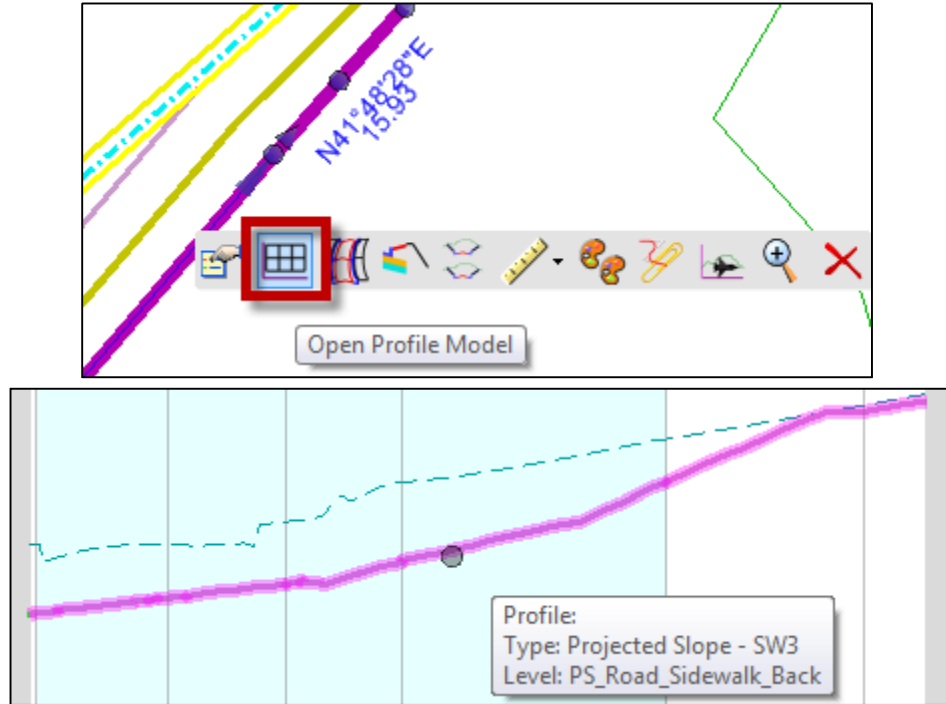 N41°48'28"E
15.93
Open Profile Model
Profile:
Type: Projected Slope - SW3
Level: PS_Road_Sidewalk_Back